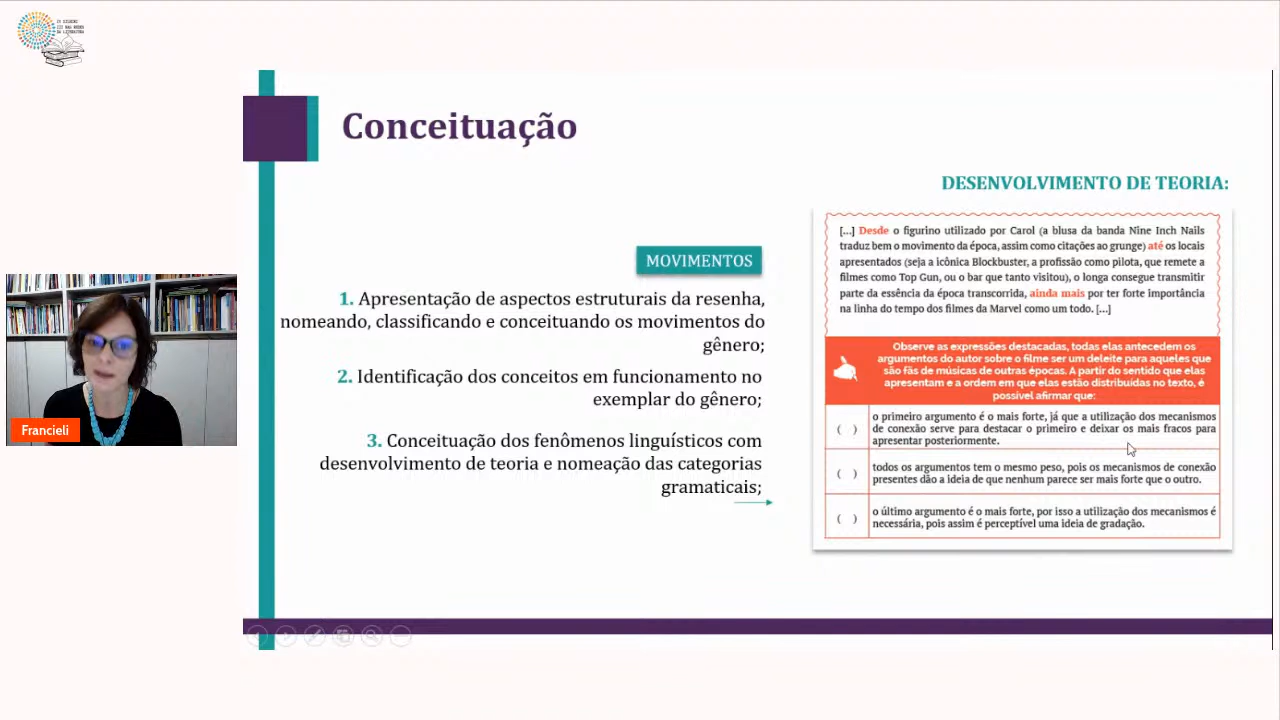 Conceituação
DESENVOLVIMENTO DE TEORIA:
MOVIMENTOS
1. Apresentação de aspectos estruturais da resenha,
nomeando, classificando e conceituando os movimentos do
gênero;
2. Identificação dos conceitos em funcionamento no
exemplar do gênero;
3. Conceituação dos fenômenos linguísticos com
desenvolvimento de teoria e nomeação das categorias
gramaticais;
[...] Desde o figurino utilizado por Carol (a blusa da banda Nine Inch Nails
traduz bem o movimento da época, assim como citações ao grunge) até os locais
apresentados (seja a icônica Blockbuster, a profissão como pilota, que remete a
filmes como Top Gun, ou o bar que tanto visitou), o longa consegue transmitir
parte da essência da época transcorrida, ainda mais por ter forte importância
na linha do tempo dos filmes da Marvel como um todo. [...]
Observe as expressões destacadas, todas elas antecedem os
argumentos do autor sobre o filme ser um deleite para aqueles que
são fãs de músicas de outras épocas. A partir do sentido que elas
apresentam e a ordem em que elas estão distribuídas no texto, é
possível afirmar que:
( ) o primeiro argumento é o mais forte, já que a utilização dos mecanismos
de conexão serve para destacar o primeiro e deixar os mais fracos para
apresentar posteriormente.
( ) todos os argumentos tem o mesmo peso, pois os mecanismos de conexão
presentes dão a ideia de que nenhum parece ser mais forte que o outro.
( ) o último argumento é o mais forte, por isso a utilização dos mecanismos é
necessária, pois assim é perceptível uma ideia de gradação.
Francieli